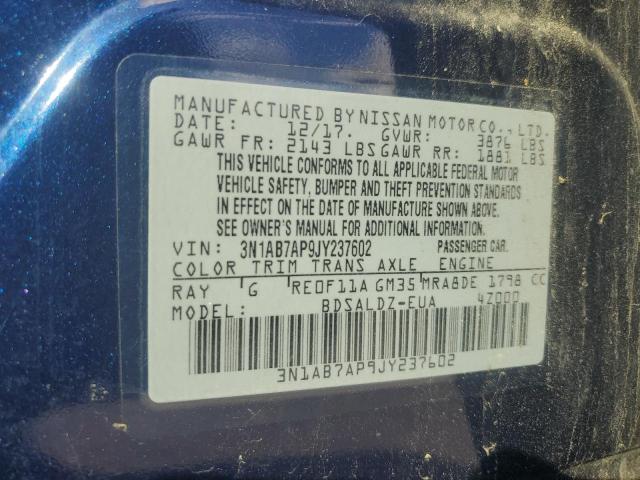 MANUFACTURED BY NISSAN MOTOR CO., LTD.
DATE: 12/17. GVWR: 3876 LBS
GAWR FR: 2143 LBS GAWR RR: 1881 LBS
THIS VEHICLE CONFORMS TO ALL APPLICABLE FEDERAL MOTOR
VEHICLE SAFETY, BUMPER AND THEFT PREVENTION STANDARDS
IN EFFECT ON THE DATE OF MANUFACTURE SHOWN ABOVE.
SEE OWNER'S MANUAL FOR ADDITIONAL INFORMATION.
VIN: 3N1AB7AP9JY237602 PASSENGER CAR.
COLOR TRIM TRANS AXLE ENGINE
RAY G RE0F11A GM35 MRA8DE 1798 CC
MODEL: BDSALDZ-EUA 4Z000
3N1AB7AP9JY237602